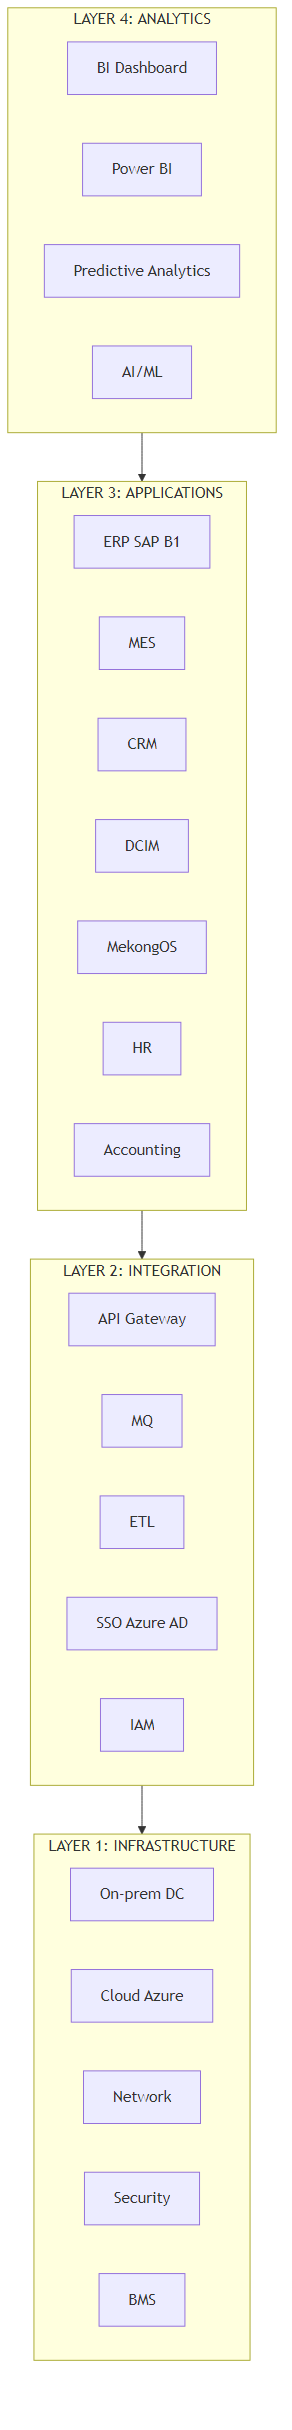 LAYER 4: ANALYTICS
BI Dashboard
Power BI
Predictive Analytics
AI/ML
LAYER 3: APPLICATIONS
ERP SAP B1
MES
CRM
DCIM
MekongOS
HR
Accounting
LAYER 2: INTEGRATION
API Gateway
MQ
ETL
SSO Azure AD
IAM
LAYER 1: INFRASTRUCTURE
On-prem DC
Cloud Azure
Network
Security
BMS